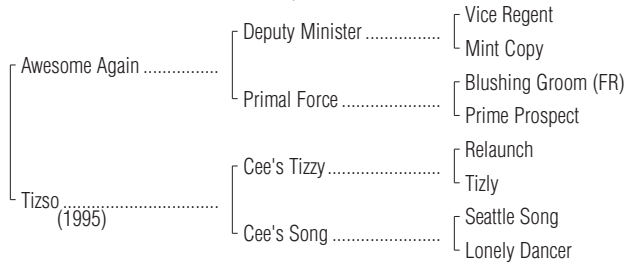 Vice Regent
Deputy Minister ..................
Mint Copy
Awesome Again ................
Blushing Groom (FR)
Primal Force ........................
Prime Prospect
Relaunch
Cee's Tizzy ...........................
Tizly
Tizso ...................................
(1995)
Seattle Song
Cee's Song ..........................
Lonely Dancer